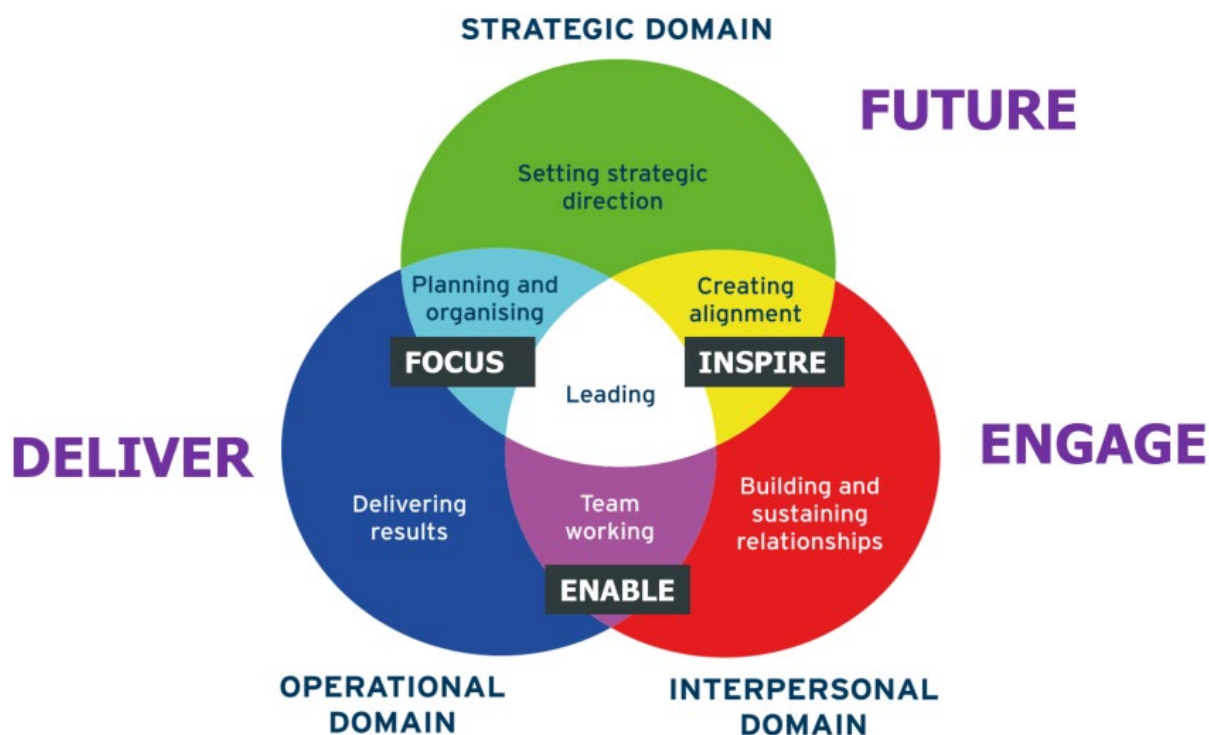 STRATEGIC DOMAIN
FUTURE
Setting strategic
direction
Planning and
organising
Creating
alignment
FOCUS
INSPIRE
Leading
DELIVER
ENGAGE
Delivering
results
Team
working
Building and
sustaining
relationships
ENABLE
OPERATIONAL
DOMAIN
INTERPERSONAL
DOMAIN